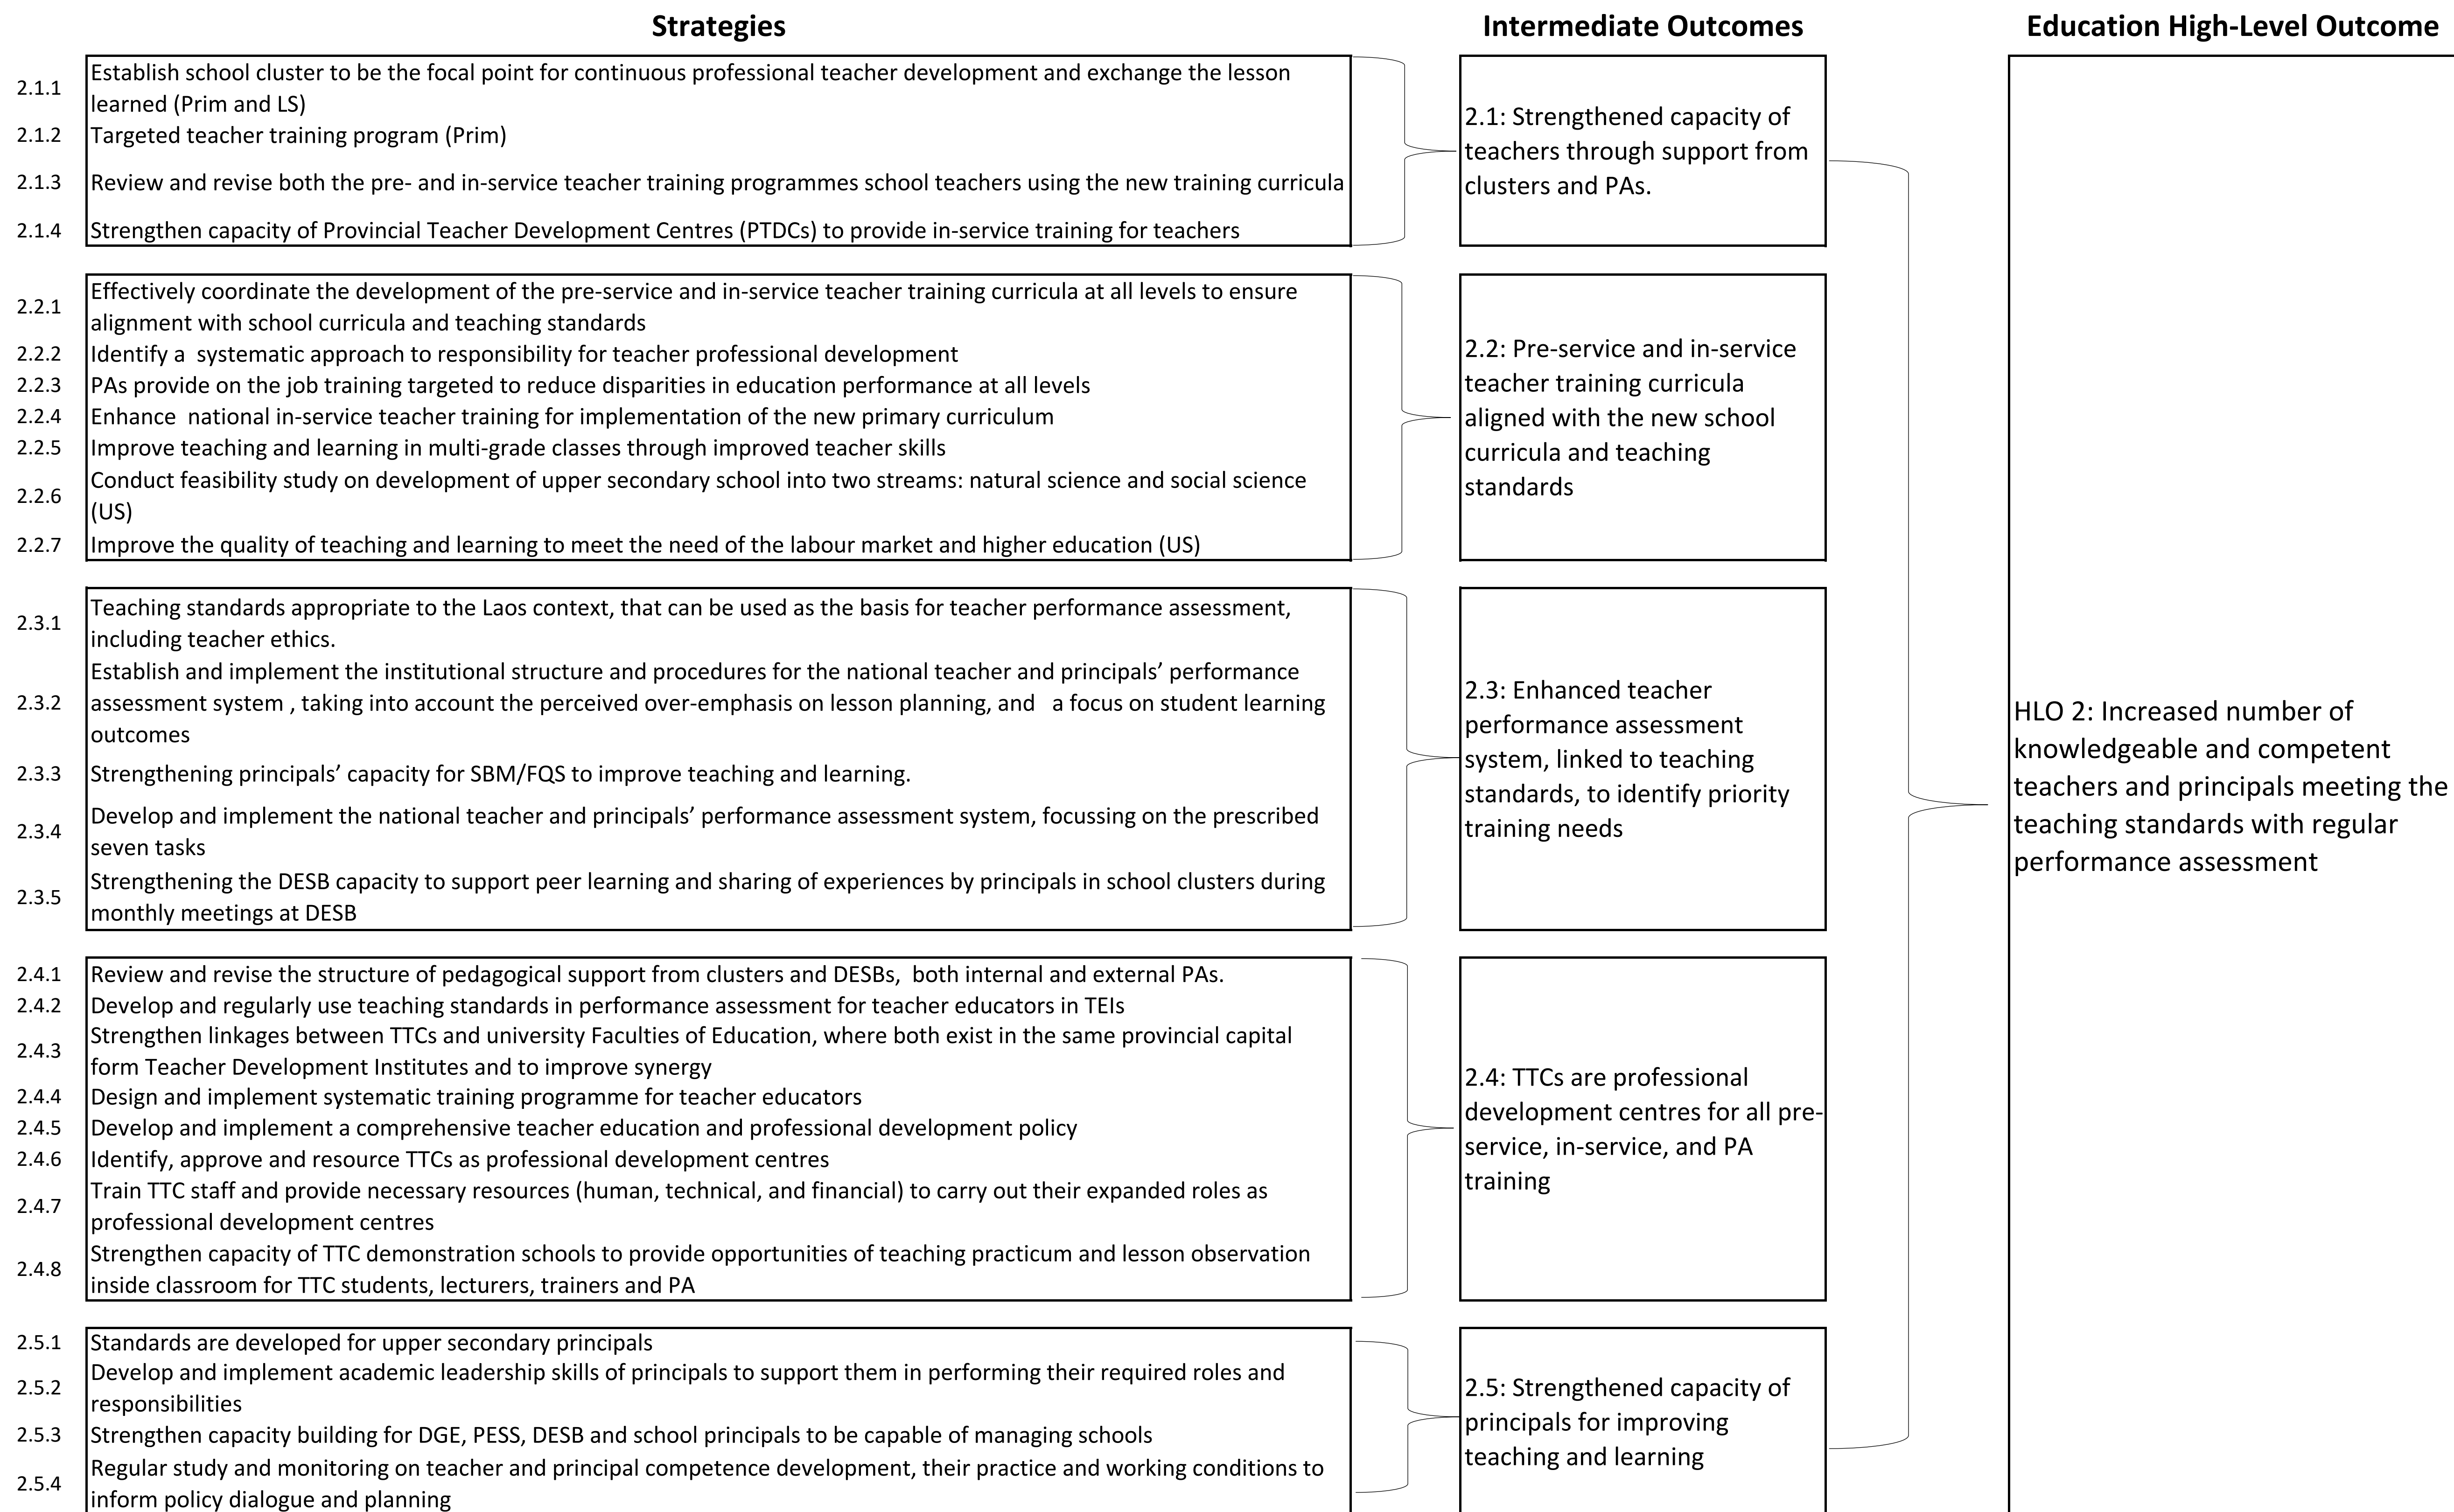 Strategies
Intermediate Outcomes
Education High-Level Outcome
2.1.1
Establish school cluster to be the focal point for continuous professional teacher development and exchange the lesson
learned (Prim and LS)
2.1.2
Targeted teacher training program (Prim)
2.1.3
Review and revise both the pre- and in-service teacher training programmes school teachers using the new training curricula
2.1.4
Strengthen capacity of Provincial Teacher Development Centres (PTDCs) to provide in-service training for teachers
2.1: Strengthened capacity of
teachers through support from
clusters and PAs.
2.2.1
Effectively coordinate the development of the pre-service and in-service teacher training curricula at all levels to ensure
alignment with school curricula and teaching standards
2.2.2
Identify a  systematic approach to responsibility for teacher professional development
2.2.3
PAs provide on the job training targeted to reduce disparities in education performance at all levels
2.2.4
Enhance  national in-service teacher training for implementation of the new primary curriculum
2.2.5
Improve teaching and learning in multi-grade classes through improved teacher skills
2.2.6
Conduct feasibility study on development of upper secondary school into two streams: natural science and social science
(US)
2.2.7
Improve the quality of teaching and learning to meet the need of the labour market and higher education (US)
2.2: Pre-service and in-service
teacher training curricula
aligned with the new school
curricula and teaching
standards
2.3.1
Teaching standards appropriate to the Laos context, that can be used as the basis for teacher performance assessment,
including teacher ethics.
2.3.2
Establish and implement the institutional structure and procedures for the national teacher and principals’ performance
assessment system , taking into account the perceived over-emphasis on lesson planning, and   a focus on student learning
outcomes
2.3.3
Strengthening principals’ capacity for SBM/FQS to improve teaching and learning.
2.3.4
Develop and implement the national teacher and principals’ performance assessment system, focussing on the prescribed
seven tasks
2.3.5
Strengthening the DESB capacity to support peer learning and sharing of experiences by principals in school clusters during
monthly meetings at DESB
2.3: Enhanced teacher
performance assessment
system, linked to teaching
standards, to identify priority
training needs
2.4.1
Review and revise the structure of pedagogical support from clusters and DESBs,  both internal and external PAs.
2.4.2
Develop and regularly use teaching standards in performance assessment for teacher educators in TEIs
2.4.3
Strengthen linkages between TTCs and university Faculties of Education, where both exist in the same provincial capital
form Teacher Development Institutes and to improve synergy
2.4.4
Design and implement systematic training programme for teacher educators
2.4.5
Develop and implement a comprehensive teacher education and professional development policy
2.4.6
Identify, approve and resource TTCs as professional development centres
2.4.7
Train TTC staff and provide necessary resources (human, technical, and financial) to carry out their expanded roles as
professional development centres
2.4.8
Strengthen capacity of TTC demonstration schools to provide opportunities of teaching practicum and lesson observation
inside classroom for TTC students, lecturers, trainers and PA
2.4: TTCs are professional
development centres for all pre-
service, in-service, and PA
training
2.5.1
Standards are developed for upper secondary principals
2.5.2
Develop and implement academic leadership skills of principals to support them in performing their required roles and
responsibilities
2.5.3
Strengthen capacity building for DGE, PESS, DESB and school principals to be capable of managing schools
2.5.4
Regular study and monitoring on teacher and principal competence development, their practice and working conditions to
inform policy dialogue and planning
2.5: Strengthened capacity of
principals for improving
teaching and learning
HLO 2: Increased number of
knowledgeable and competent
teachers and principals meeting the
teaching standards with regular
performance assessment